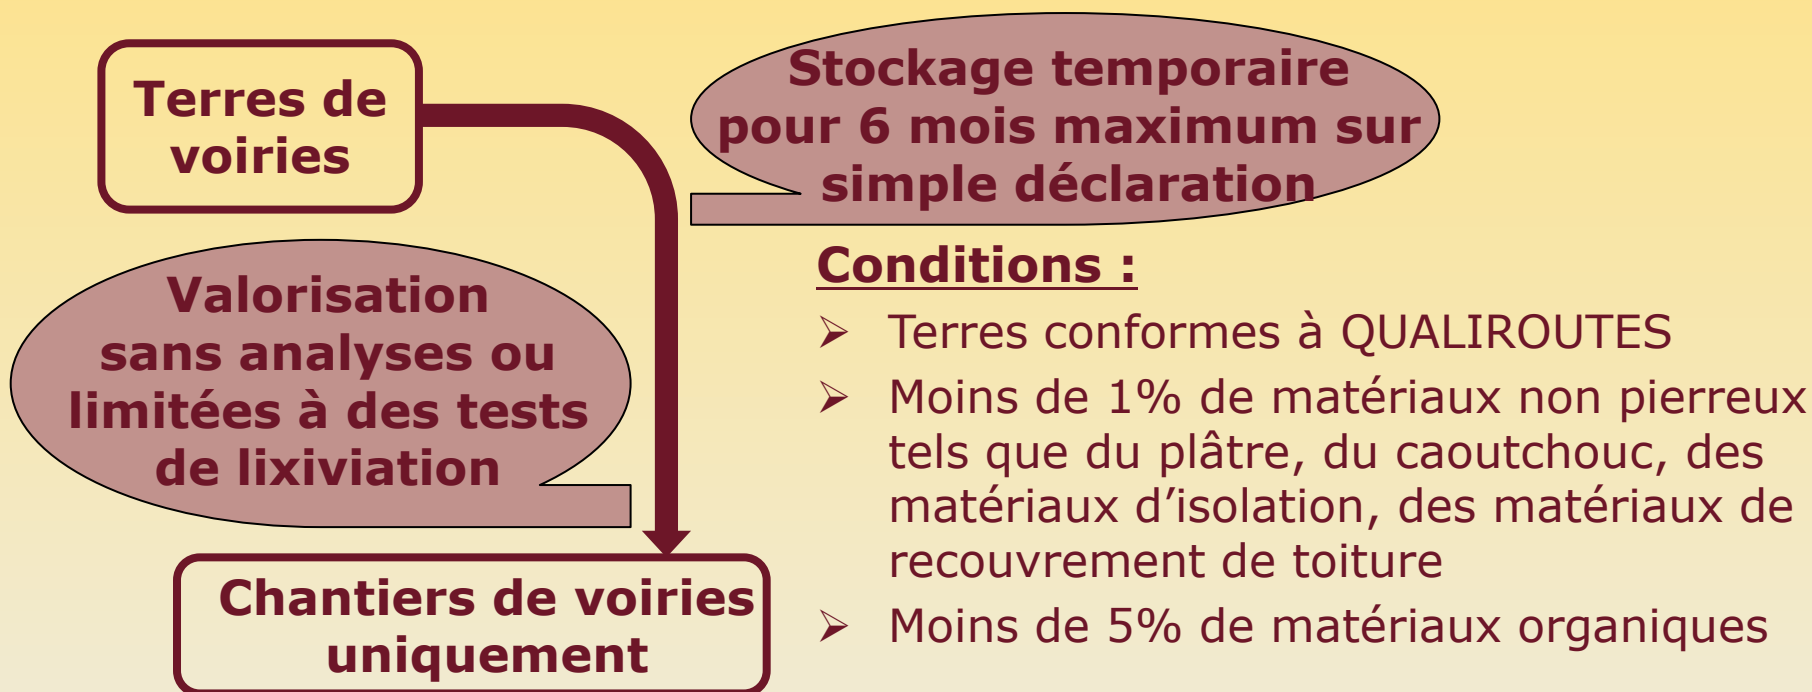 Terres de
voiries
Stockage temporaire
pour 6 mois maximum sur
simple déclaration
Valorisation
sans analyses ou
limitées à des tests
de lixiviation
Chantiers de voiries
uniquement
Conditions :
➢ Terres conformes à QUALIROUTES
➢ Moins de 1% de matériaux non pierreux
tels que du plâtre, du caoutchouc, des
matériaux d’isolation, des matériaux de
recouvrement de toiture
➢ Moins de 5% de matériaux organiques